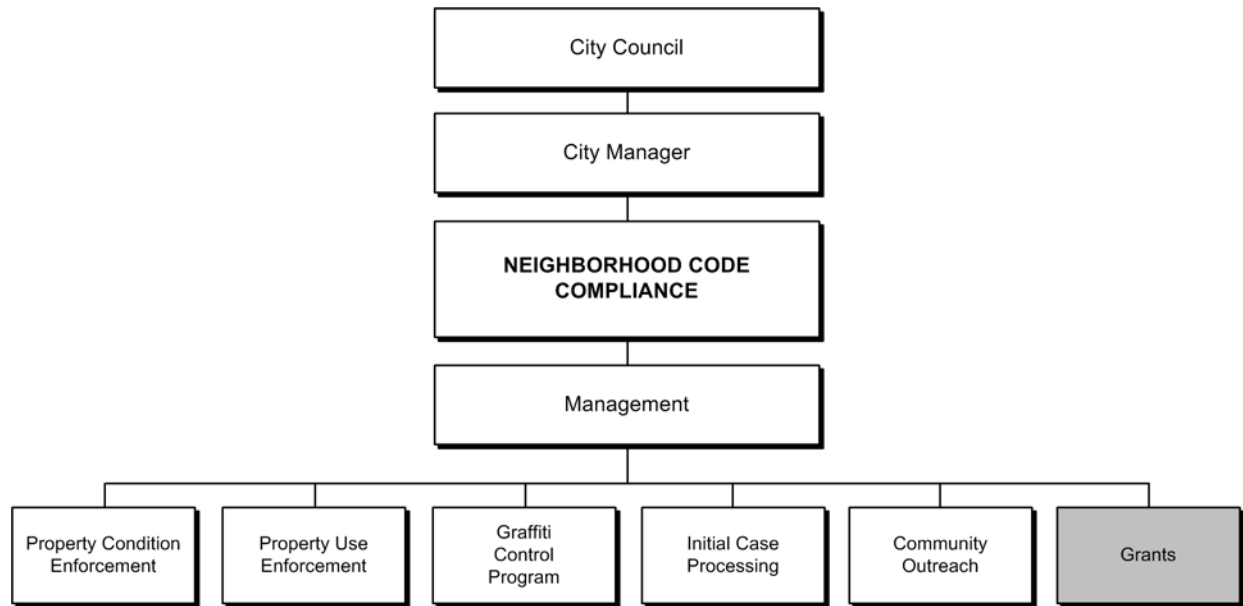 City Council
City Manager
NEIGHBORHOOD CODE
COMPLIANCE
Management
Property Condition
Enforcement
Property Use
Enforcement
Graffiti
Control
Program
Initial Case
Processing
Community
Outreach
Grants